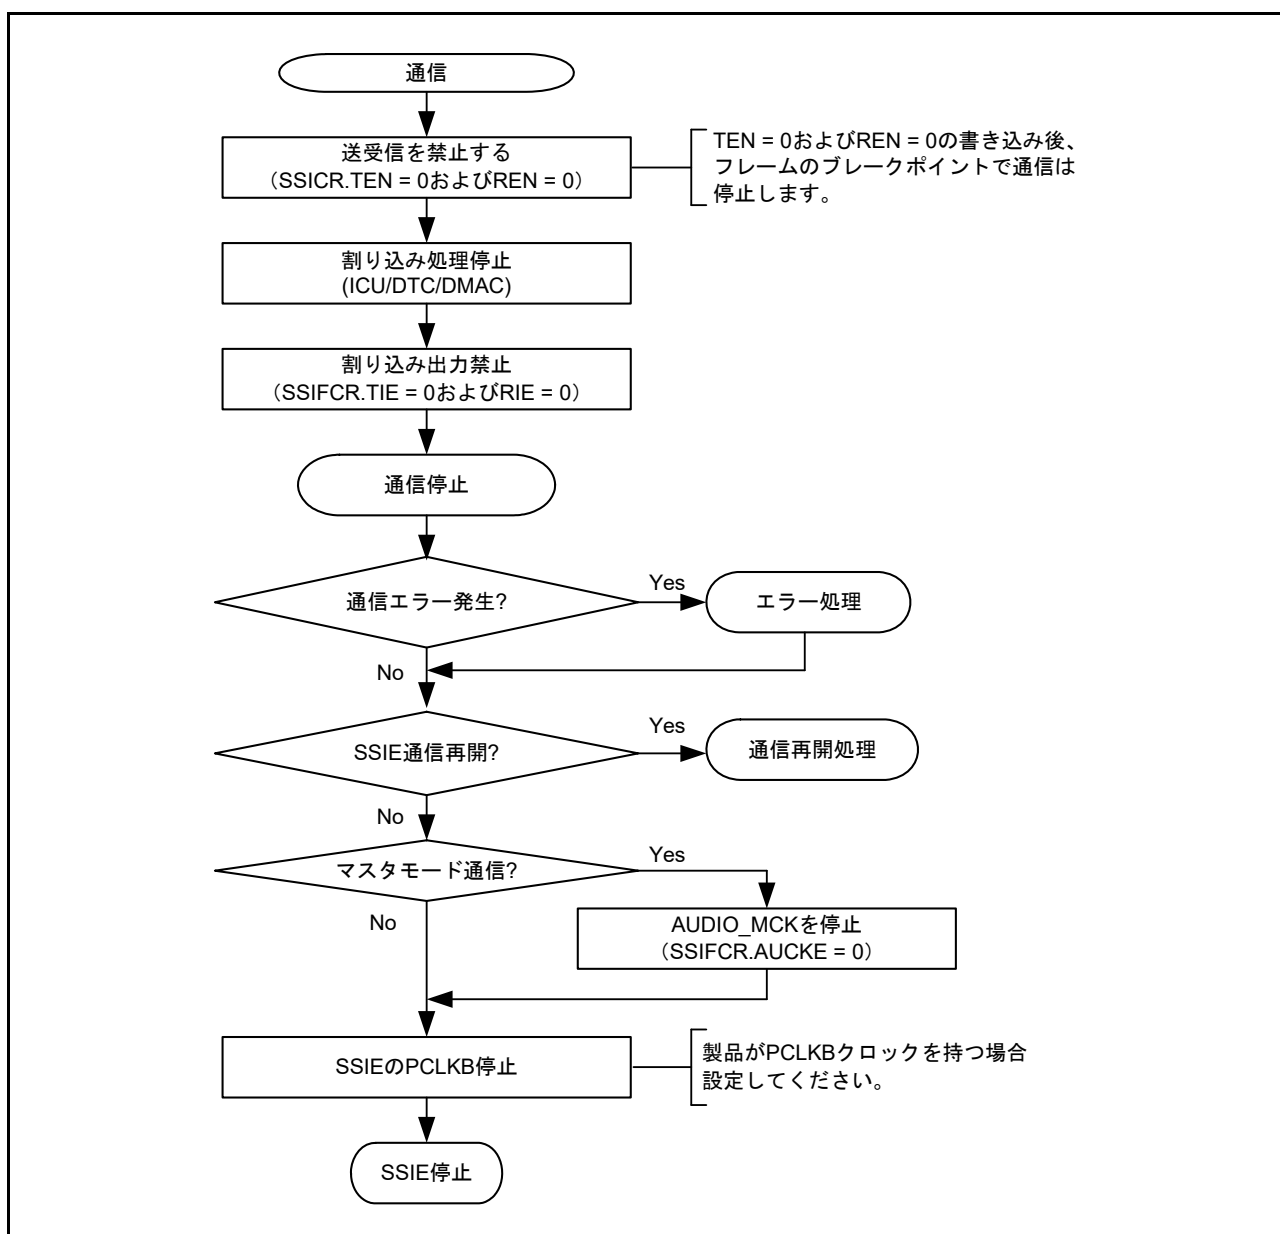 通信
送受信を禁止する
（SSICR.TEN = 0およびREN = 0）
TEN = 0およびREN = 0の書き込み後、
フレームのブレークポイントで通信は
停止します。
割り込み処理停止
(ICU/DTC/DMAC)
割り込み出力禁止
（SSIFCR.TIE = 0およびRIE = 0）
通信停止
通信エラー発生?
Yes
エラー処理
No
SSIE通信再開?
Yes
通信再開処理
No
マスタモード通信?
Yes
No
AUDIO_MCKを停止
（SSIFCR.AUCKE = 0）
SSIEのPCLKB停止
製品がPCLKBクロックを持つ場合
設定してください。
SSIE停止